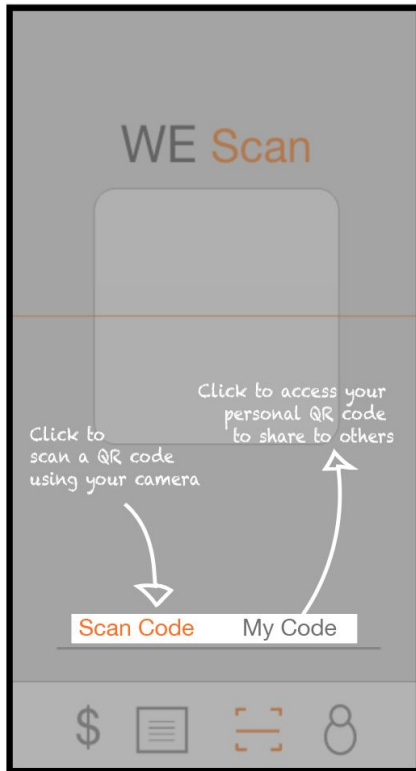 WE Scan
Click to access your
personal QR code
to share to others
Click to
scan a QR code
using your camera
Scan Code My Code
$